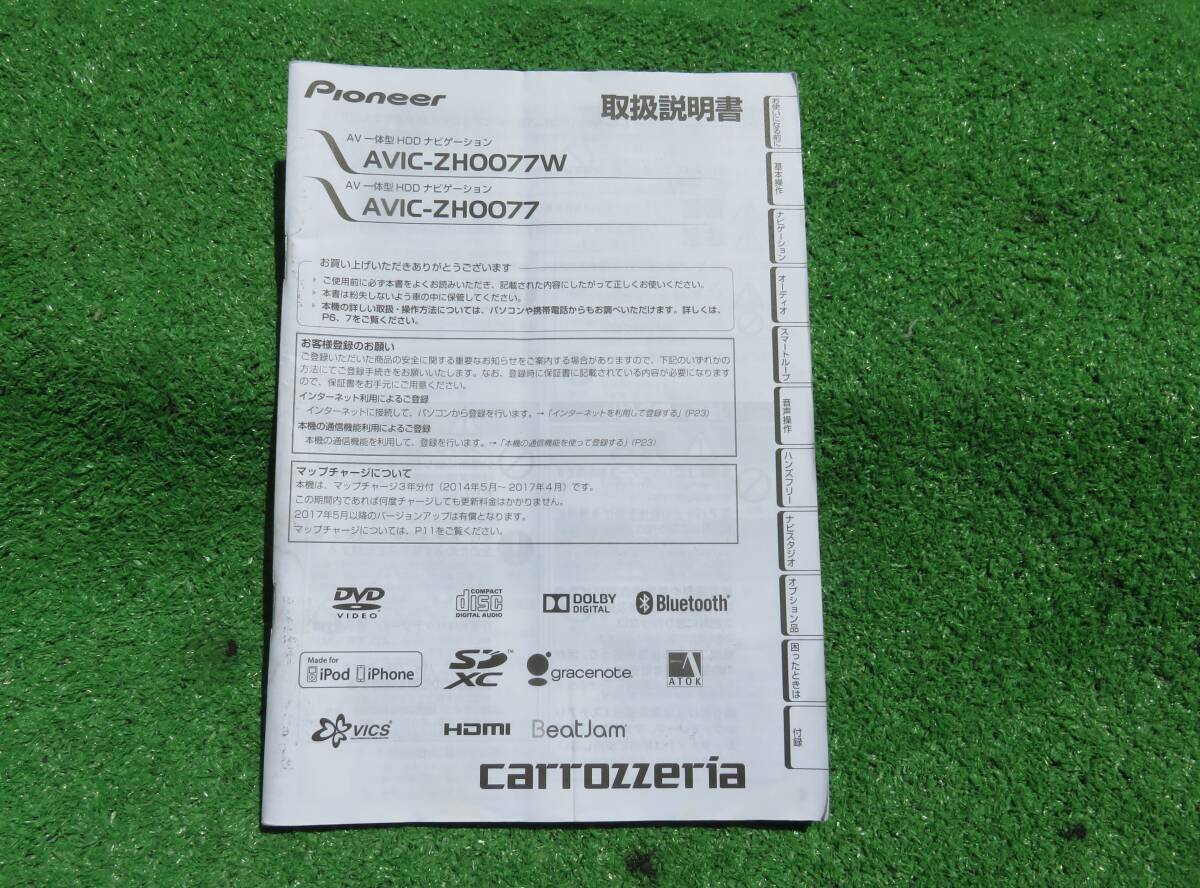 Pioneer
取扱説明書
AV 一体型 HDD ナビゲーション
AVIC-ZH0077W
AV 一体型 HDD ナビゲーション
AVIC-ZH0077
お買い上げいただきありがとうございます
ご使用前に必ず本書をよくお読みいただき、記載された内容にしたがって正しくお使いください。
本書は紛失しないよう車の中に保管してください。
本機の詳しい取扱・操作方法については、パソコンや携帯電話からもお調べいただけます。詳しくは、
P6、7をご覧ください。
お客様登録のお願い
ご登録いただいた商品の安全に関する重要なお知らせをご案内する場合がありますので、下記のいずれかの
方法にてご登録手続きをお願いいたします。なお、登録時に保証書に記載されている内容が必要になります
ので、保証書をお手元にご用意ください。
インターネット利用によるご登録
インターネットに接続して、パソコンから登録を行います。→「インターネットを利用して登録する」(P23)
本機の通信機能利用によるご登録
本機の通信機能を利用して、登録を行います。→「本機の通信機能を使って登録する」(P23)
マップチャージについて
本機は、マップチャージ3年分付（2014年5月～2017年4月）です。
この期間内であれば何度チャージしても更新料金はかかりません。
2017年5月以降のバージョンアップは有償となります。
マップチャージについては、P11をご覧ください。
DVD
VIDEO
COMPACT
disc
DIGITAL AUDIO
DOLBY
DIGITAL
Bluetooth®
Made for
iPod iPhone
SD
XC™
gracenote.
ATOK
VICS®
HDMI
BeatJam
carrozzeria
お使いになる前に
基本操作
ナビゲーション
オーディオ
スマートループ
音声操作
ハンズフリー
ナビスタジオ
オプション品
困ったときは
付録